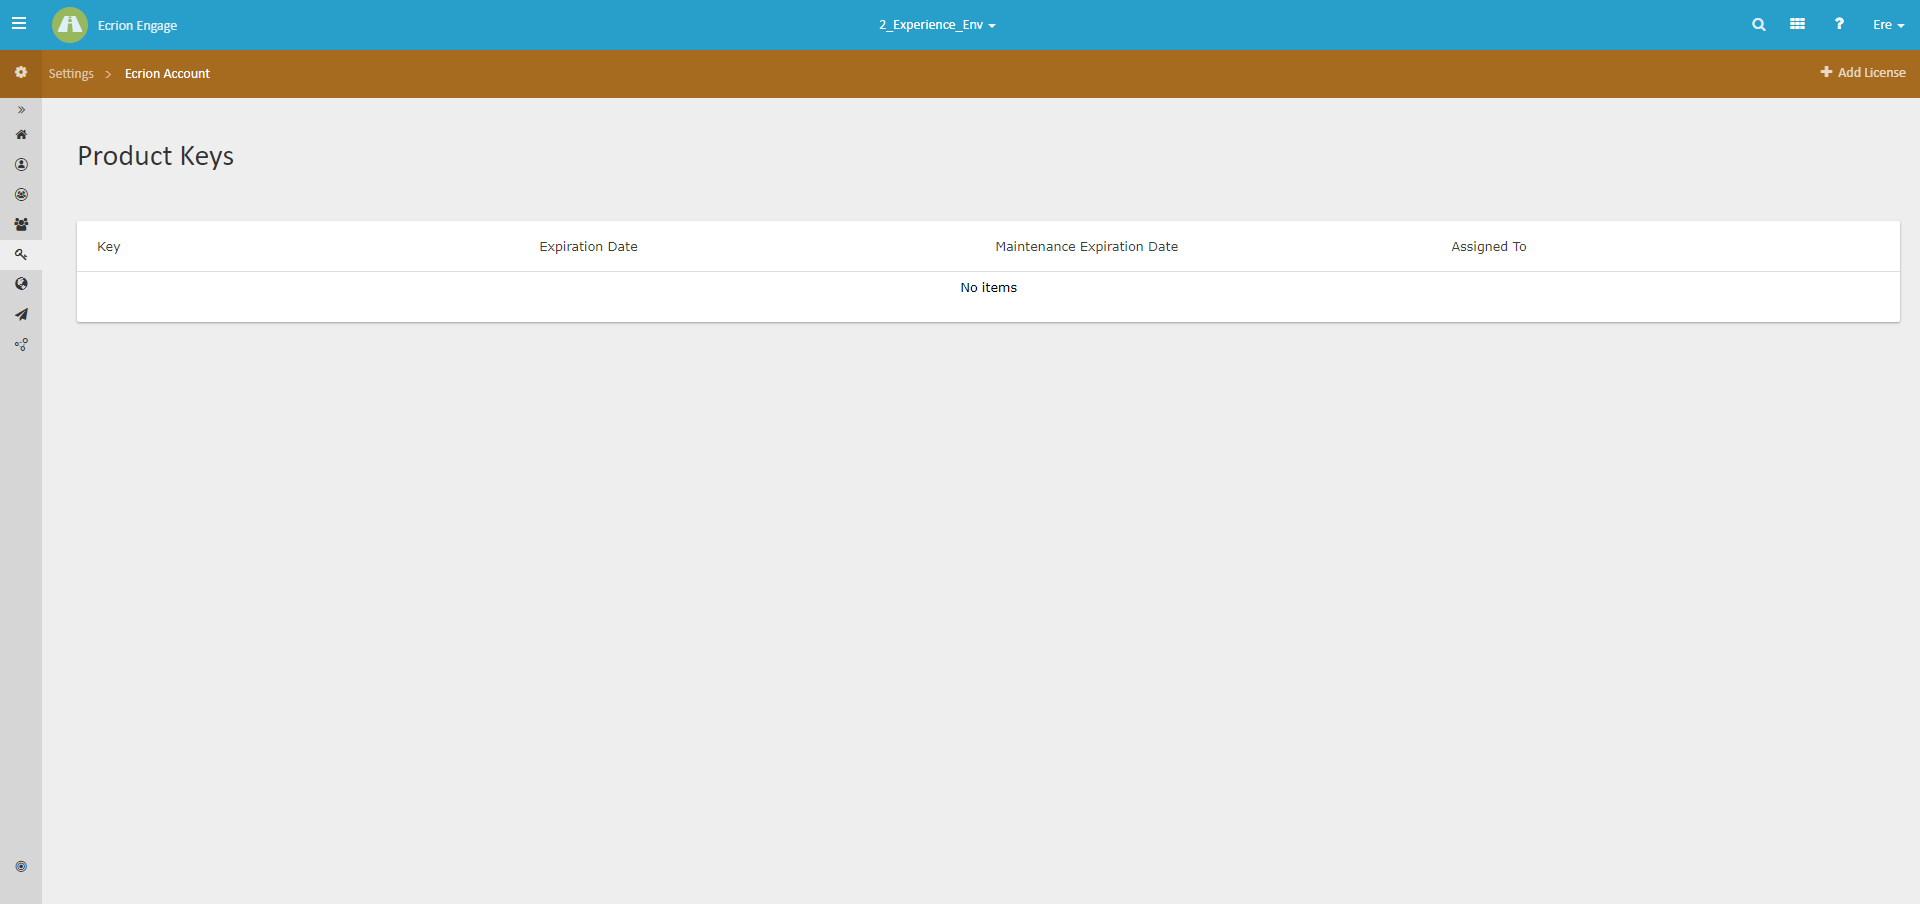 Ecrion Engage
2_Experience_Env
?
Ere
Settings > Ecrion Account
Add License
Product Keys
Key Expiration Date Maintenance Expiration Date Assigned To
No items